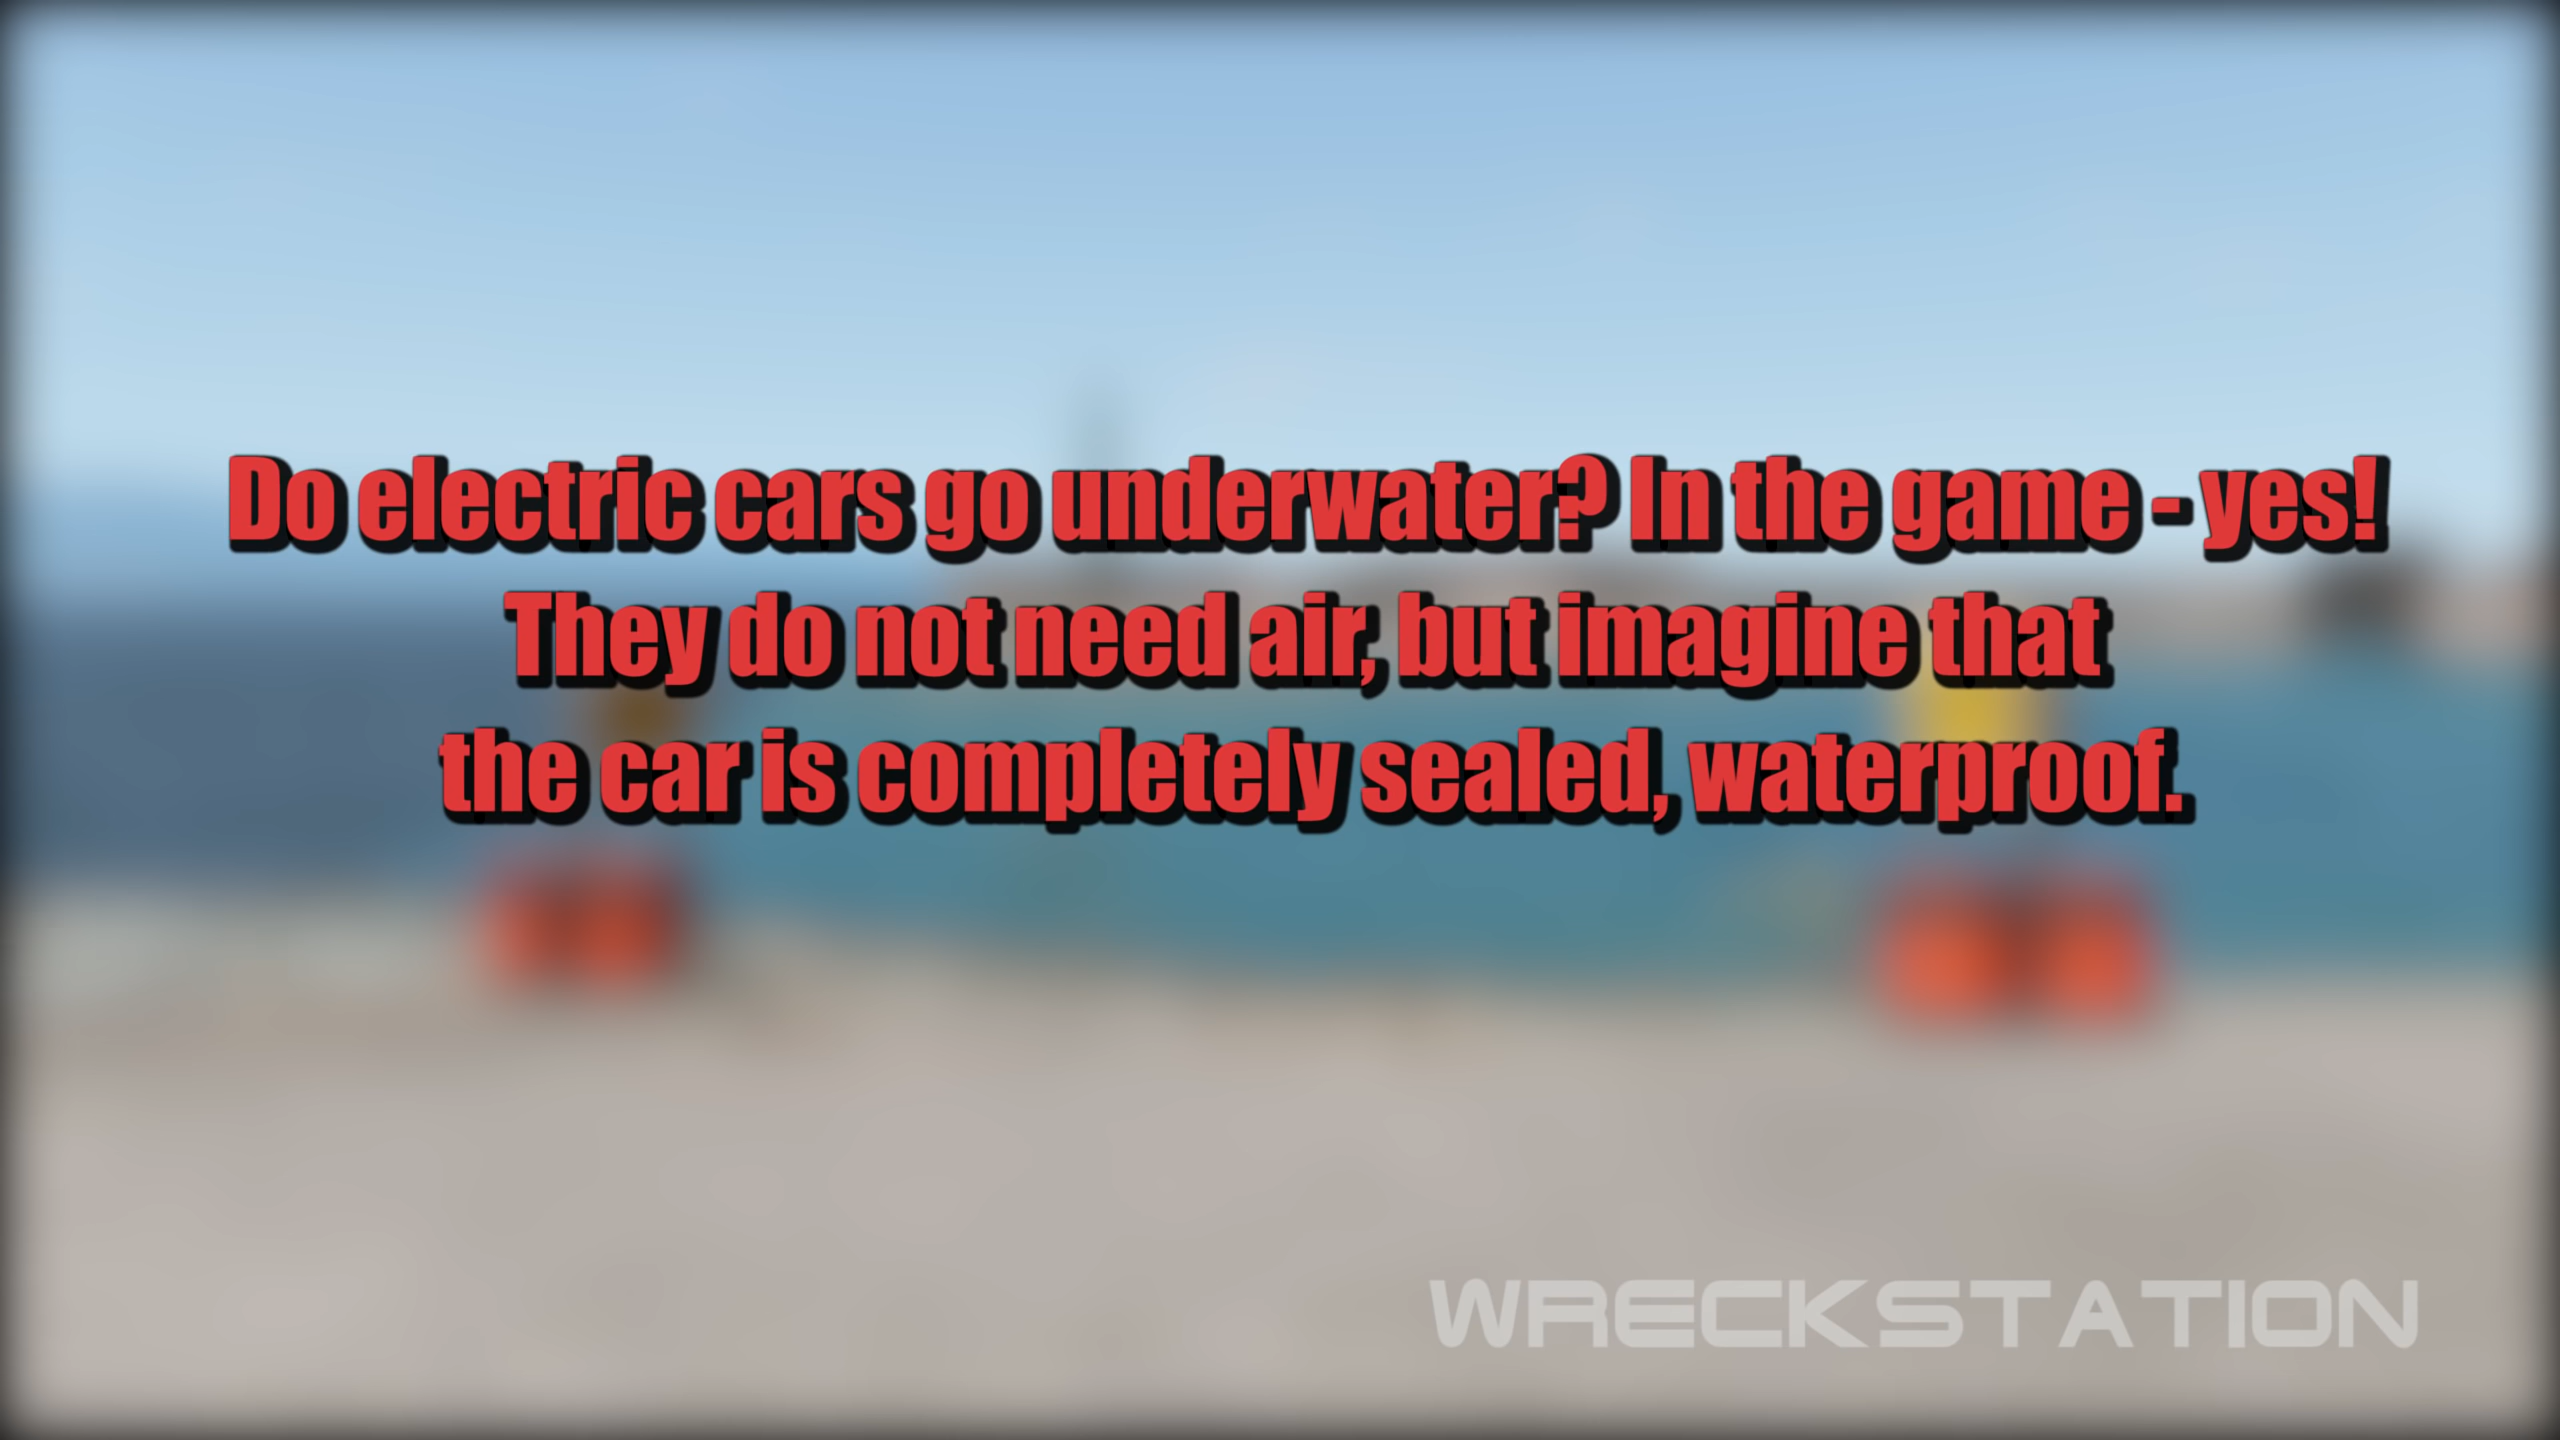 Do electric cars go underwater? In the game - yes!
They do not need air, but imagine that
the car is completely sealed, waterproof.
WRECKSTATION